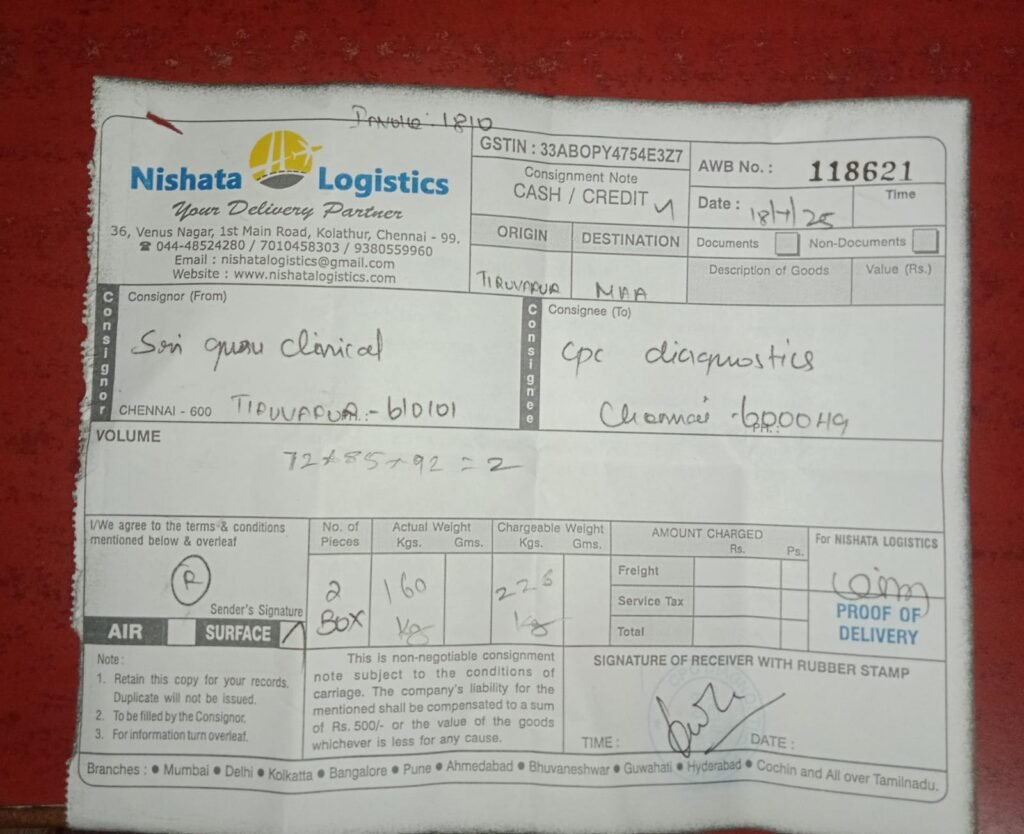 1810
Nishata Logistics
Your Delivery Partner
36, Venus Nagar, 1st Main Road, Kolathur, Chennai - 99.
☎ 044-48524280 / 7010458303 / 9380559960
Email : nishatalogistics@gmail.com
Website : www.nishatalogistics.com
GSTIN : 33ABOPY4754E3Z7
Consignment Note
CASH / CREDIT
ORIGIN
DESTINATION
TIRUVARUR
MAA
AWB No. : 118621
Date : 18/7/25
Time
Documents
Non-Documents
Description of Goods
Value (Rs.)
Consignor
Consignor (From)
Sri guru clinical
CHENNAI - 600 TIRUVARUR.:- 610101
Consignee
Consignee (To)
cpc diagnostics
Chennai - 600049
VOLUME
72*85*92 = 2
I/We agree to the terms & conditions
mentioned below & overleaf
R
Sender's Signature
AIR
SURFACE
No. of
Pieces
2
BOX
Actual Weight
Kgs. Gms.
160
kg
Chargeable Weight
Kgs. Gms.
226
kg
AMOUNT CHARGED
Rs. Ps.
Freight
Service Tax
Total
For NISHATA LOGISTICS
PROOF OF
DELIVERY
Note :
1. Retain this copy for your records.
Duplicate will not be issued.
2. To be filled by the Consignor.
3. For information turn overleaf.
This is non-negotiable consignment
note subject to the conditions of
carriage. The company's liability for the
mentioned shall be compensated to a sum
of Rs. 500/- or the value of the goods
whichever is less for any cause.
SIGNATURE OF RECEIVER WITH RUBBER STAMP
TIME :
DATE :
Branches : • Mumbai • Delhi • Kolkatta • Bangalore • Pune • Ahmedabad • Bhuvaneshwar • Guwahati • Hyderabad • Cochin and All over Tamilnadu.